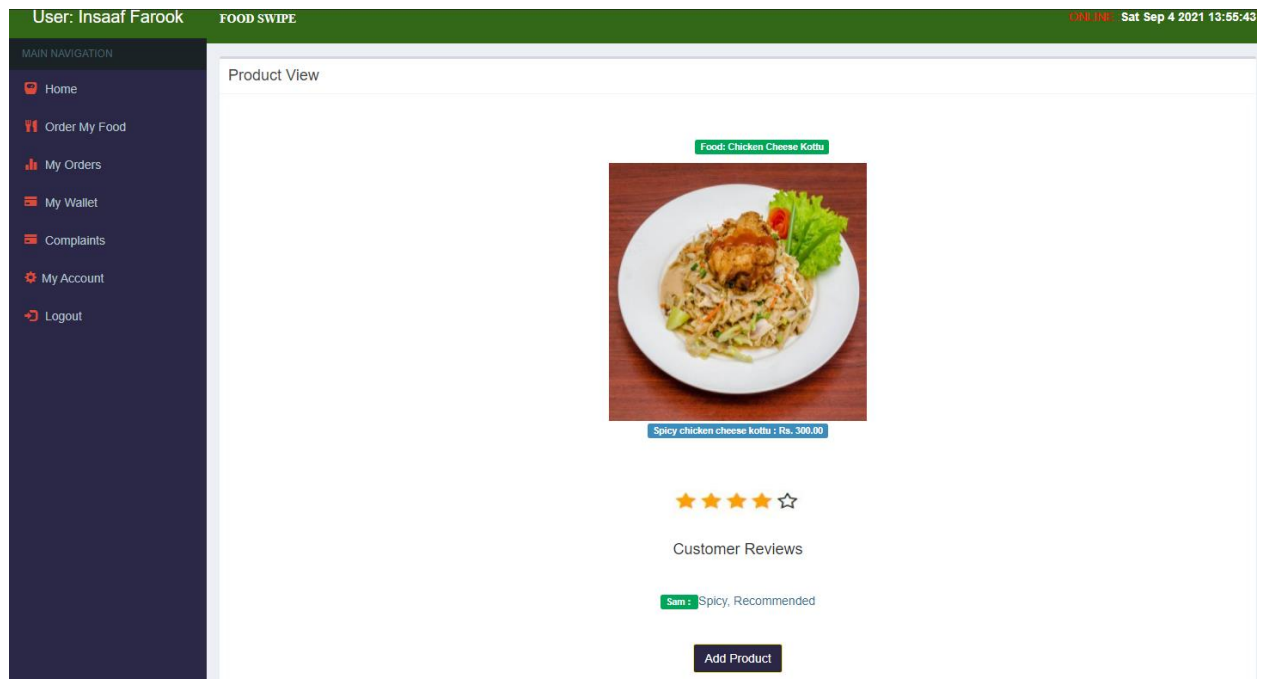 User: Insaaf Farook
FOOD SWIPE
ONLINE Sat Sep 4 2021 13:55:43
MAIN NAVIGATION
Home
Order My Food
My Orders
My Wallet
Complaints
My Account
Logout
Product View
Food: Chicken Cheese Kottu
Spicy chicken cheese kottu : Rs. 300.00
Customer Reviews
Sam : Spicy, Recommended
Add Product